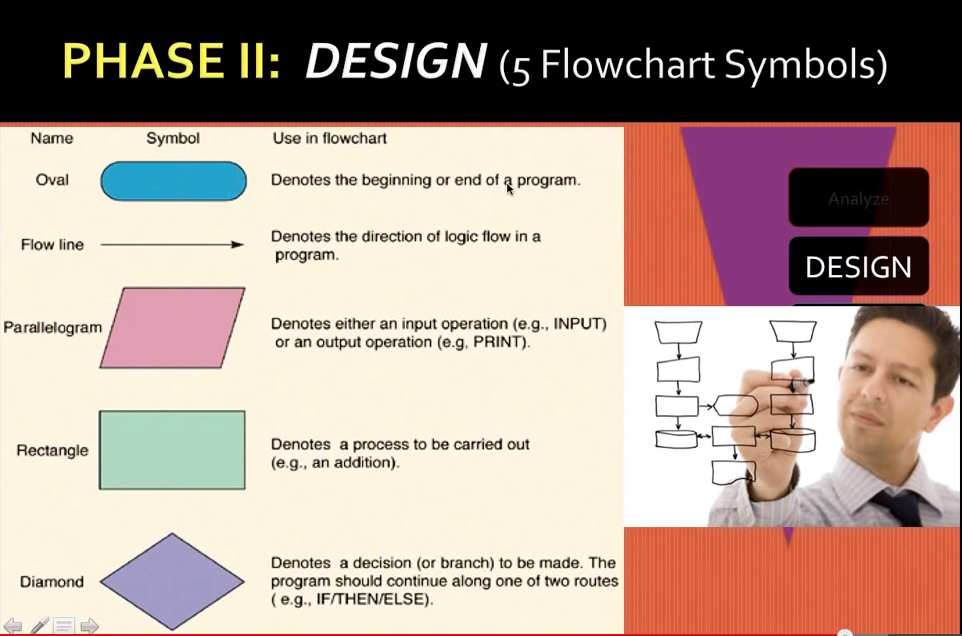 PHASE II: DESIGN (5 Flowchart Symbols)
Name Symbol Use in flowchart
Oval Denotes the beginning or end of a program.
Flow line Denotes the direction of logic flow in a
program.
Parallelogram Denotes either an input operation (e.g., INPUT)
or an output operation (e.g, PRINT).
Rectangle Denotes a process to be carried out
(e.g., an addition).
Diamond Denotes a decision (or branch) to be made. The
program should continue along one of two routes
( e.g., IF/THEN/ELSE).
Analyze
DESIGN